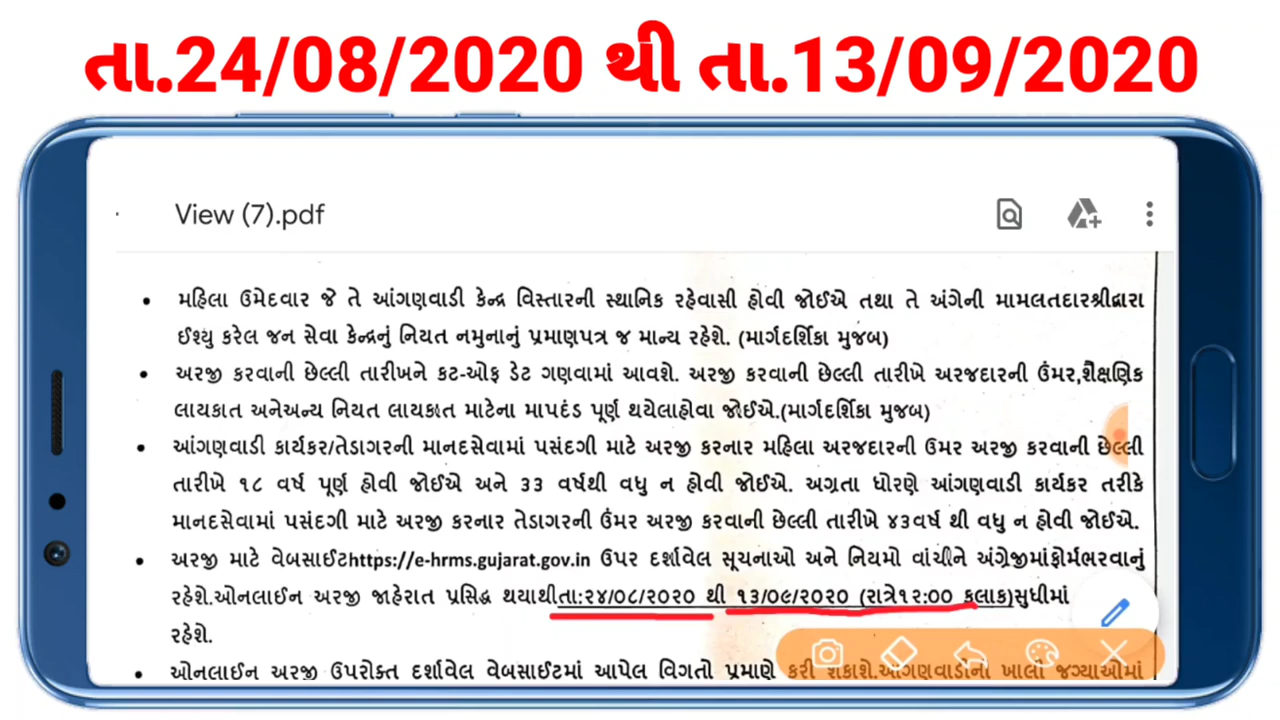 તા.24/08/2020 થી તા.13/09/2020
View (7).pdf
• મહિલા ઉમેદવાર જે તે આંગણવાડી કેન્દ્ર વિસ્તારની સ્થાનિક રહેવાસી હોવી જોઈએ તથા તે અંગેની મામલતદારશ્રીદ્વારા
ઈશ્યુ કરેલ જન સેવા કેન્દ્રનું નિયત નમુનાનું પ્રમાણપત્ર જ માન્ય રહેશે. (માર્ગદર્શિકા મુજબ)
• અરજી કરવાની છેલ્લી તારીખને કટ-ઓફ ડેટ ગણવામાં આવશે. અરજી કરવાની છેલ્લી તારીખે અરજદારની ઉંમર,શૈક્ષણિક
લાયકાત અનેઅન્ય નિયત લાયકાત માટેના માપદંડ પૂર્ણ થયેલાહોવા જોઈએ.(માર્ગદર્શિકા મુજબ)
• આંગણવાડી કાર્યકર/તેડાગરની માનદસેવામાં પસંદગી માટે અરજી કરનાર મહિલા અરજદારની ઉમર અરજી કરવાની છેલ્લી
તારીખે ૧૮ વર્ષ પૂર્ણ હોવી જોઈએ અને ૩૩ વર્ષથી વધુ ન હોવી જોઈએ. અગ્રતા ધોરણે આંગણવાડી કાર્યકર તરીકે
માનદસેવામાં પસંદગી માટે અરજી કરનાર તેડાગરની ઉંમર અરજી કરવાની છેલ્લી તારીખે ૪૩વર્ષ થી વધુ ન હોવી જોઈએ.
• અરજી માટે વેબસાઈટhttps://e-hrms.gujarat.gov.in ઉપર દર્શાવેલ સૂચનાઓ અને નિયમો વાંચીને અંગ્રેજીમાંફોર્મભરવાનું
રહેશે.ઓનલાઈન અરજી જાહેરાત પ્રસિદ્ધ થયાથીતા:૨૪/૦૮/૨૦૨૦ થી ૧૩/૦૯/૨૦૨૦ (રાત્રે૧૨:૦૦ કલાક)સુધીમાં
રહેશે.
• ઓનલાઈન અરજી ઉપરોક્ત દર્શાવેલ વેબસાઈટમાં આપેલ વિગતો પ્રમાણે કરી શકાશે.આંગણવાડીની ખાલી જગ્યાઓમાં